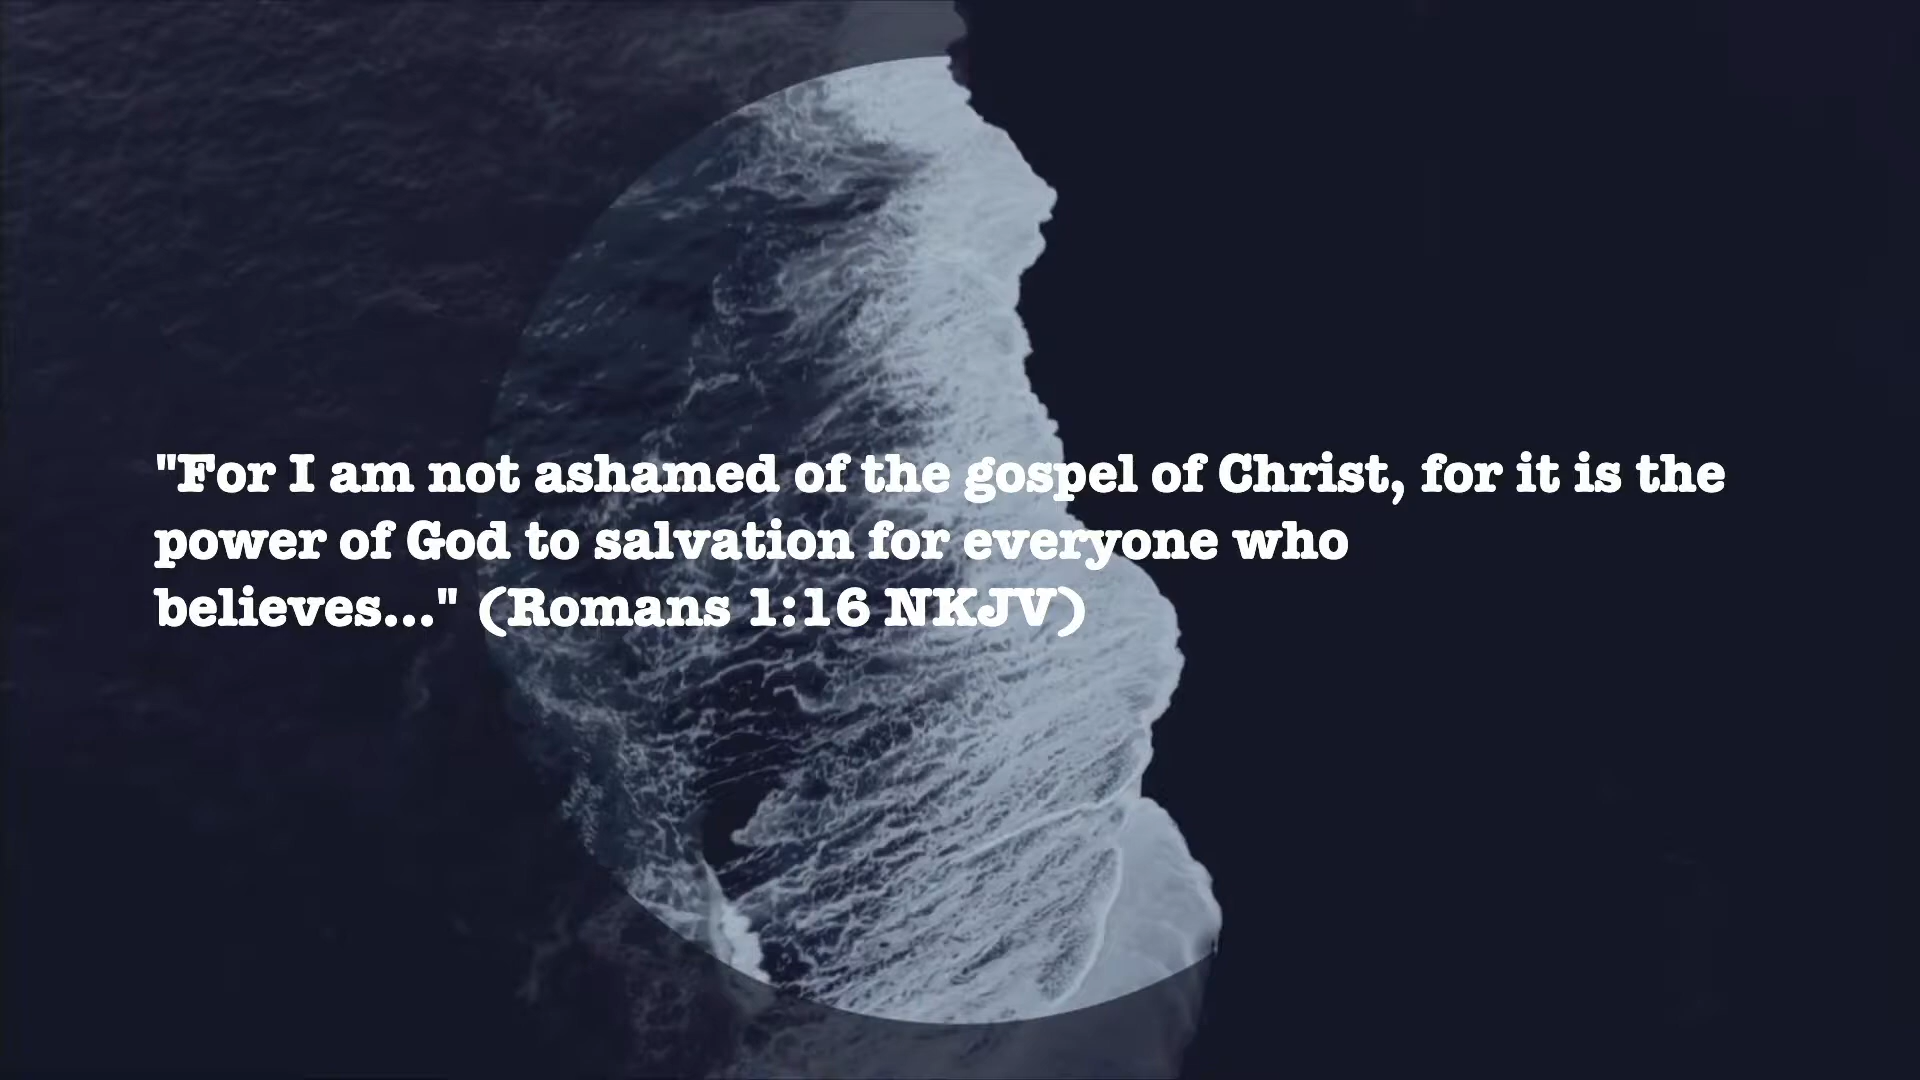 "For I am not ashamed of the gospel of Christ, for it is the
power of God to salvation for everyone who
believes..." (Romans 1:16 NKJV)